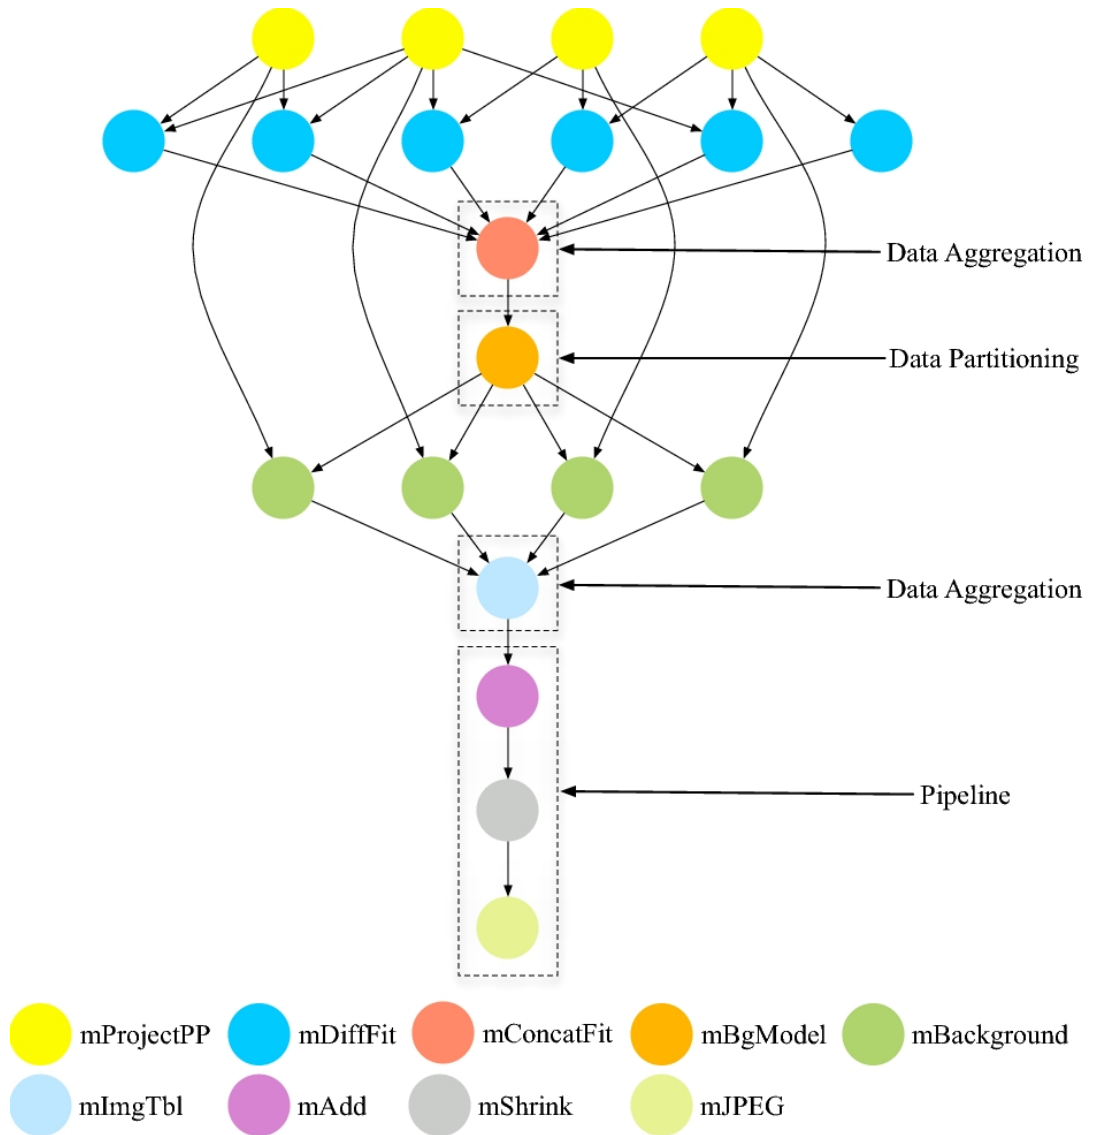 Data Aggregation
Data Partitioning
Data Aggregation
Pipeline
mProjectPP mDiffFit mConcatFit mBgModel mBackground
mImgTbl mAdd mShrink mJPEG